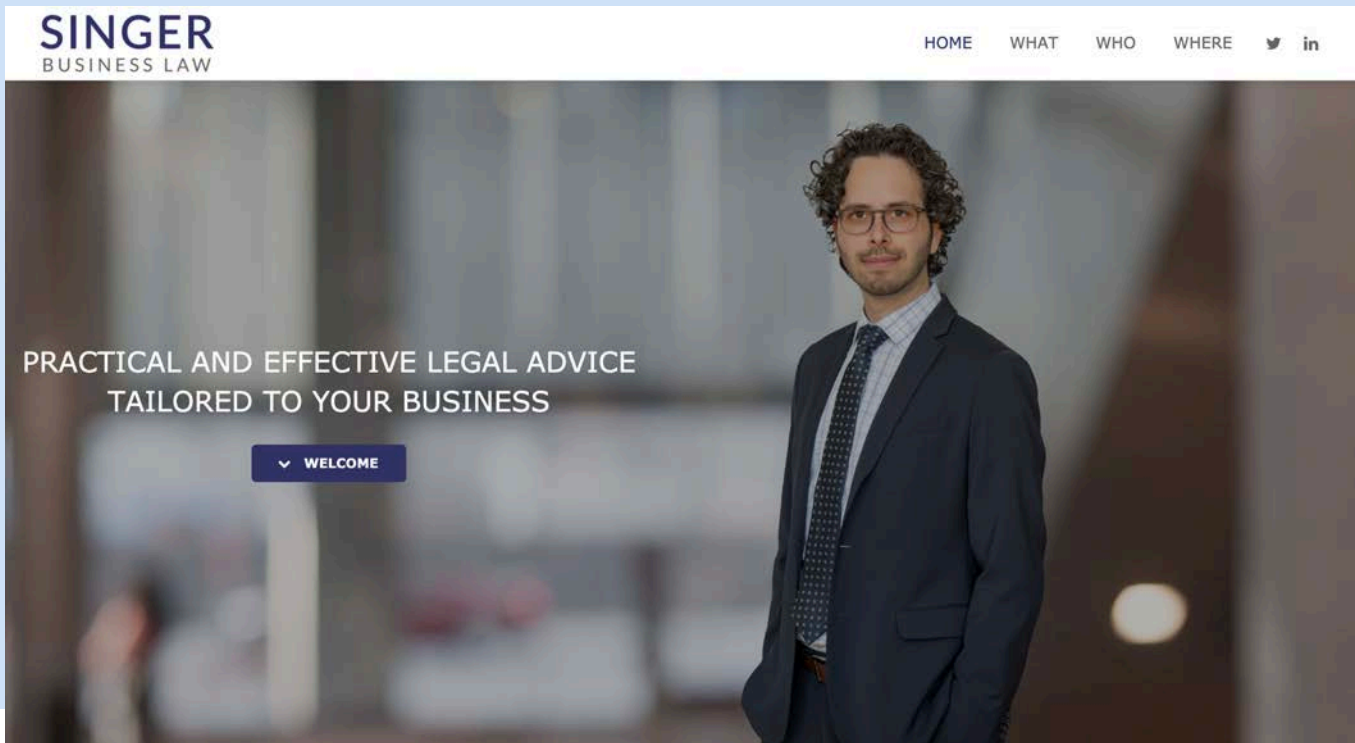 SINGER
BUSINESS LAW
HOME WHAT WHO WHERE in
PRACTICAL AND EFFECTIVE LEGAL ADVICE
TAILORED TO YOUR BUSINESS
WELCOME